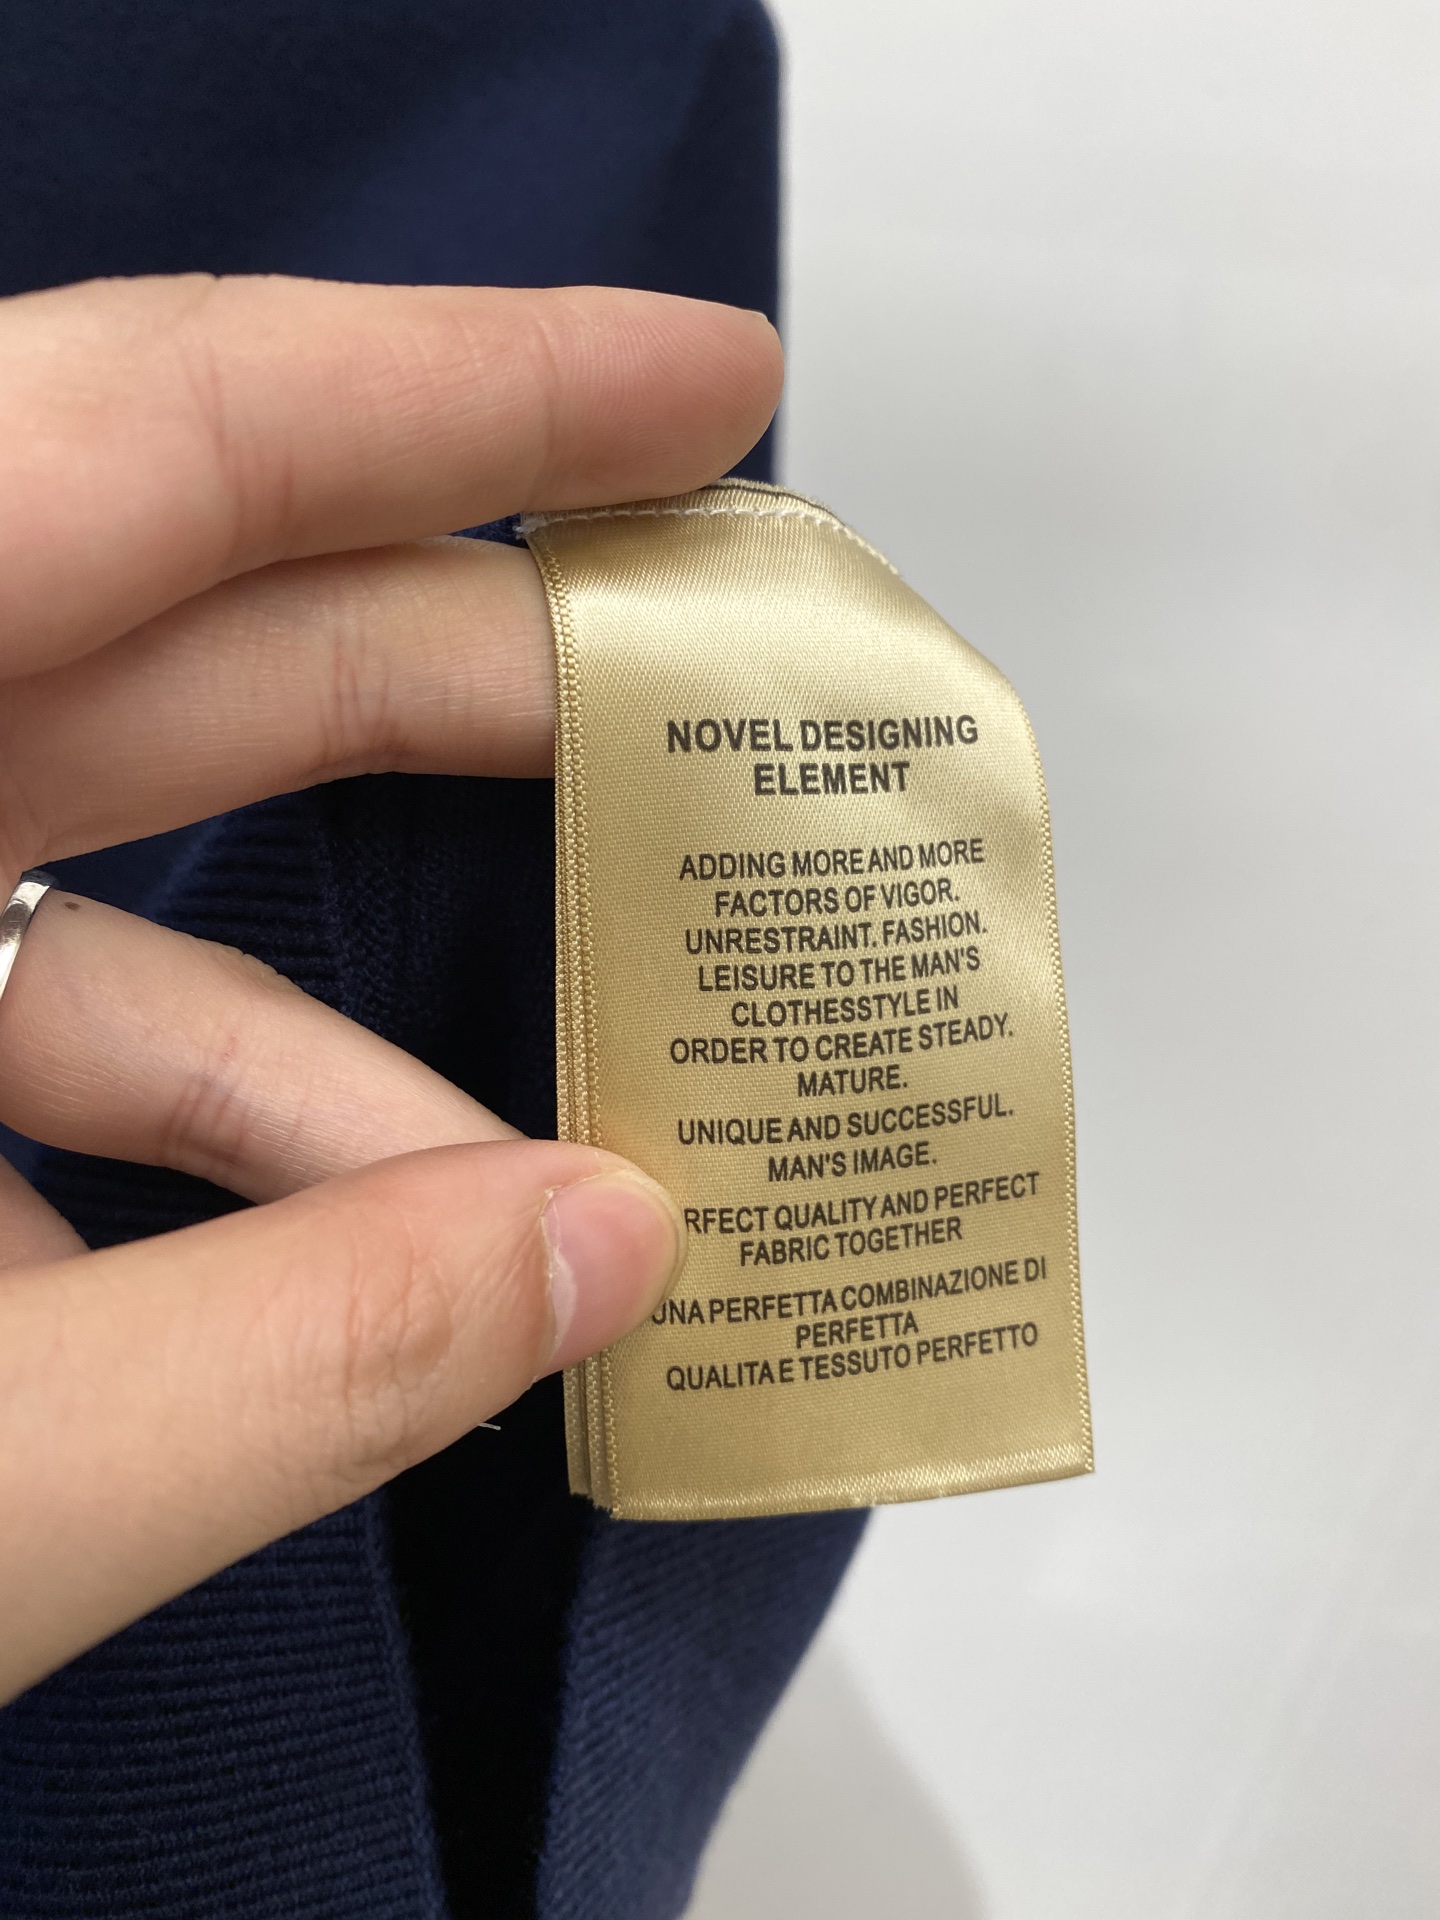 NOVEL DESIGNING
ELEMENT
ADDING MORE AND MORE
FACTORS OF VIGOR.
UNRESTRAINT. FASHION.
LEISURE TO THE MAN'S
CLOTHESSTYLE IN
ORDER TO CREATE STEADY.
MATURE.
UNIQUE AND SUCCESSFUL.
MAN'S IMAGE.
RFECT QUALITY AND PERFECT
FABRIC TOGETHER
UNA PERFETTA COMBINAZIONE DI
PERFETTA
QUALITA E TESSUTO PERFETTO